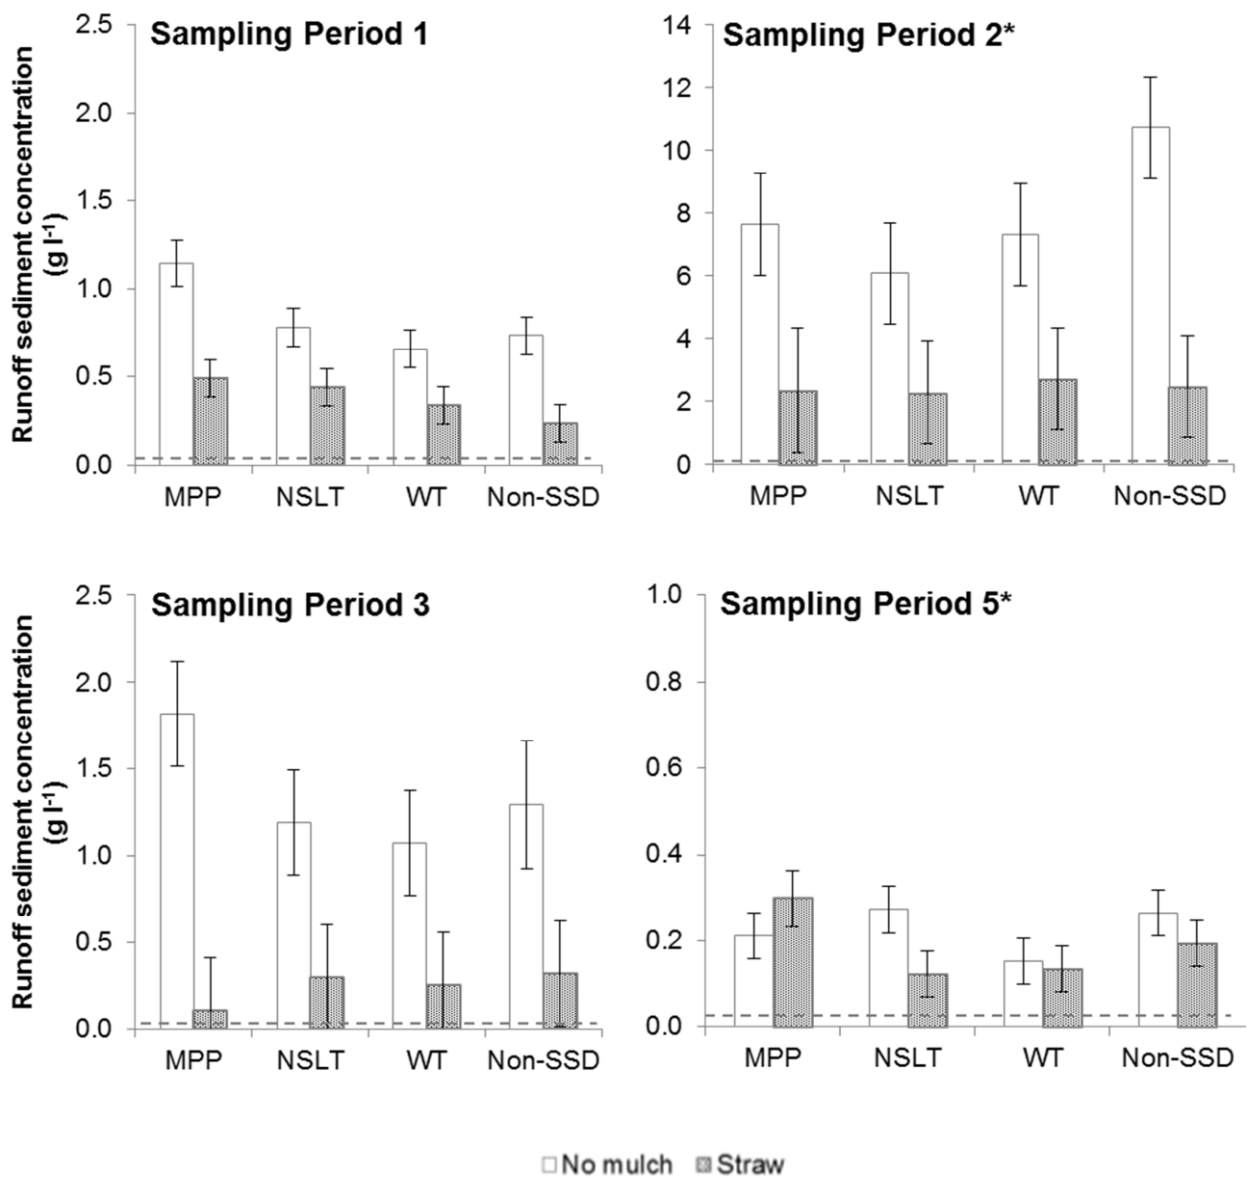 Sampling Period 1
Runoff sediment concentration
(g l-1)
2.5
2.0
1.5
1.0
0.5
0.0
MPP NSLT WT Non-SSD
Sampling Period 2*
14
12
10
8
6
4
2
0
MPP NSLT WT Non-SSD
Sampling Period 3
Runoff sediment concentration
(g l-1)
2.5
2.0
1.5
1.0
0.5
0.0
MPP NSLT WT Non-SSD
Sampling Period 5*
1.0
0.8
0.6
0.4
0.2
0.0
MPP NSLT WT Non-SSD
No mulch Straw